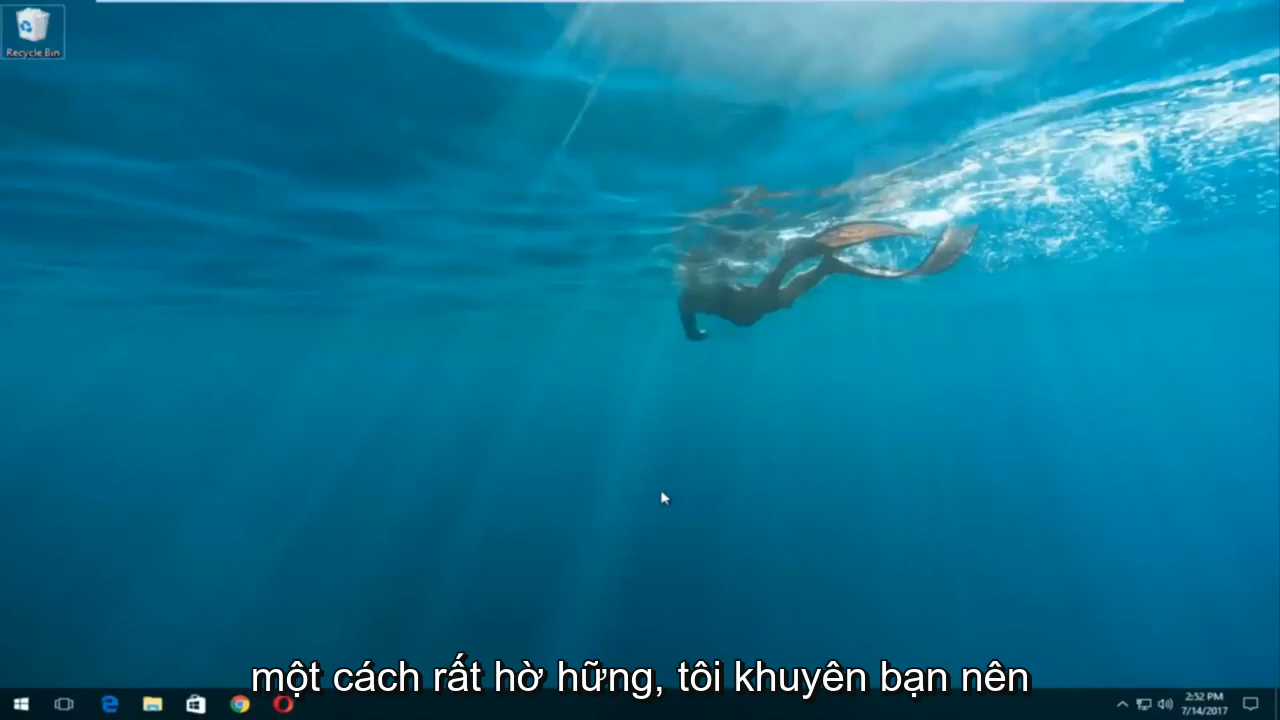 Recycle Bin
một cách rất hờ hững, tôi khuyên bạn nên
2:52 PM
7/14/2017